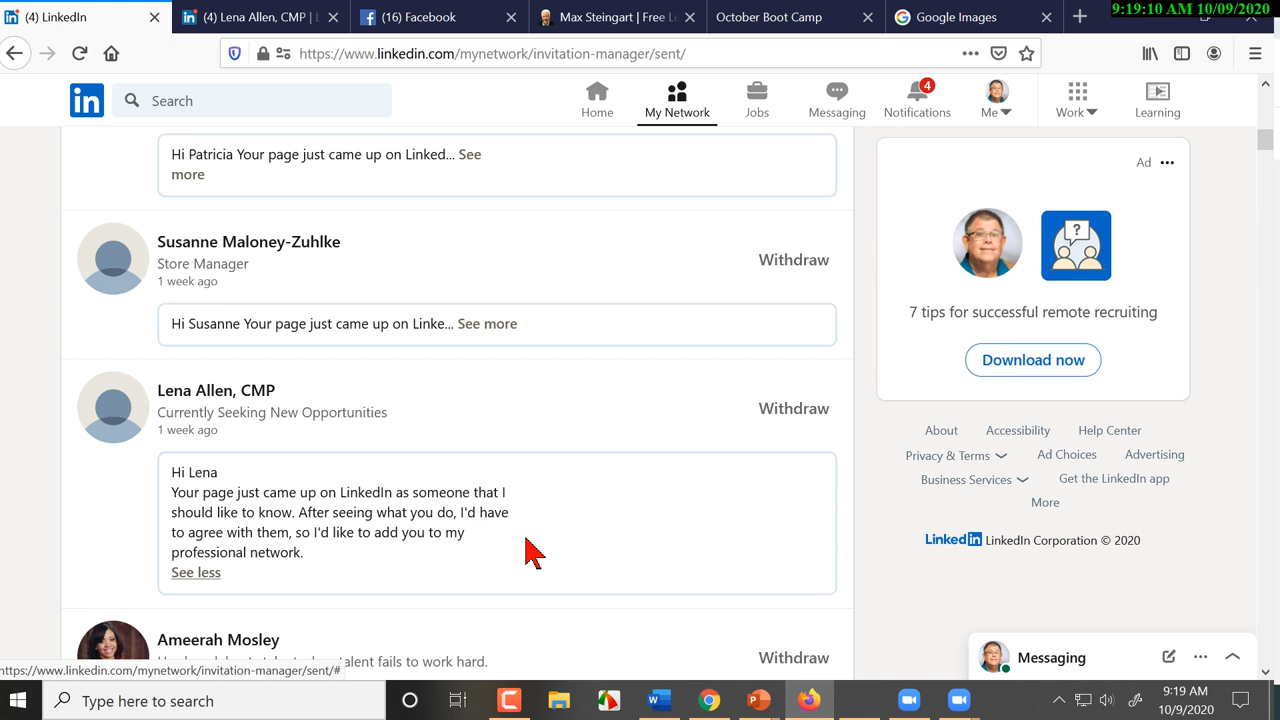 9:19:10 AM 10/09/2020
(4) LinkedIn
(4) Lena Allen, CMP | L
(16) Facebook
Max Steingart | Free Le
October Boot Camp
Google Images
https://www.linkedin.com/mynetwork/invitation-manager/sent/
in
Search
Home
My Network
Jobs
Messaging
4
Notifications
Me
Work
Learning
Hi Patricia Your page just came up on Linked... See
more
Susanne Maloney-Zuhlke
Store Manager
1 week ago
Withdraw
Hi Susanne Your page just came up on Linke... See more
Lena Allen, CMP
Currently Seeking New Opportunities
1 week ago
Withdraw
Hi Lena
Your page just came up on LinkedIn as someone that I
should like to know. After seeing what you do, I'd have
to agree with them, so I'd like to add you to my
professional network.
See less
Ameerah Mosley
talent fails to work hard.
Withdraw
Ad
?
7 tips for successful remote recruiting
Download now
About Accessibility Help Center
Privacy & Terms Ad Choices Advertising
Business Services Get the LinkedIn app
More
LinkedIn LinkedIn Corporation © 2020
Messaging
https://www.linkedin.com/mynetwork/invitation-manager/sent/#
Type here to search
9:19 AM
10/9/2020